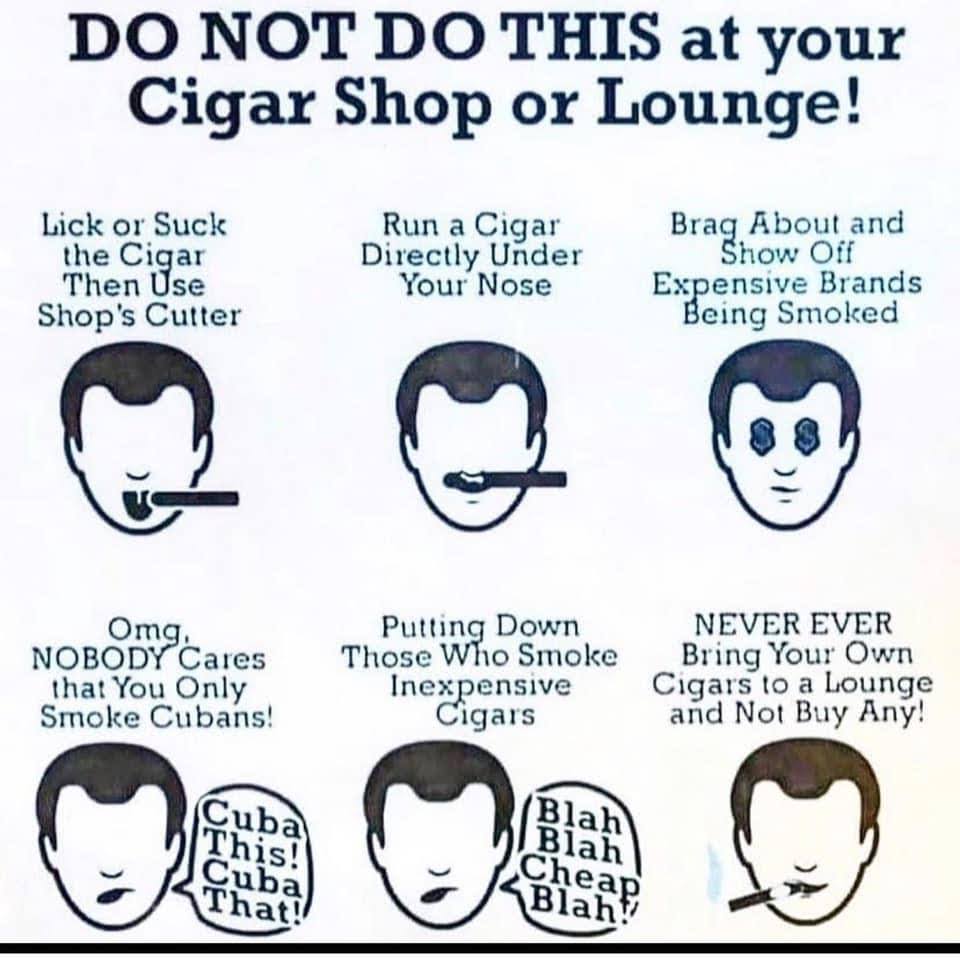 DO NOT DO THIS at your
Cigar Shop or Lounge!
Lick or Suck
the Cigar
Then Use
Shop's Cutter
Run a Cigar
Directly Under
Your Nose
Brag About and
Show Off
Expensive Brands
Being Smoked
$ $
Omg,
NOBODY Cares
that You Only
Smoke Cubans!
Cuba
This!
Cuba
That!
Putting Down
Those Who Smoke
Inexpensive
Cigars
Blah
Blah
Cheap
Blah!
NEVER EVER
Bring Your Own
Cigars to a Lounge
and Not Buy Any!